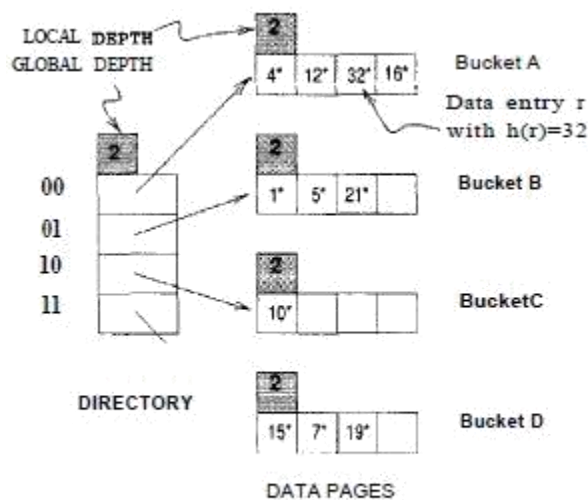 LOCAL DEPTH
GLOBAL DEPTH
2
4* 12* 32* 16*
Bucket A
Data entry r
with h(r)=32
2
00
01
10
11
2
1* 5* 21*
Bucket B
2
10*
BucketC
DIRECTORY
2
15* 7* 19*
Bucket D
DATA PAGES